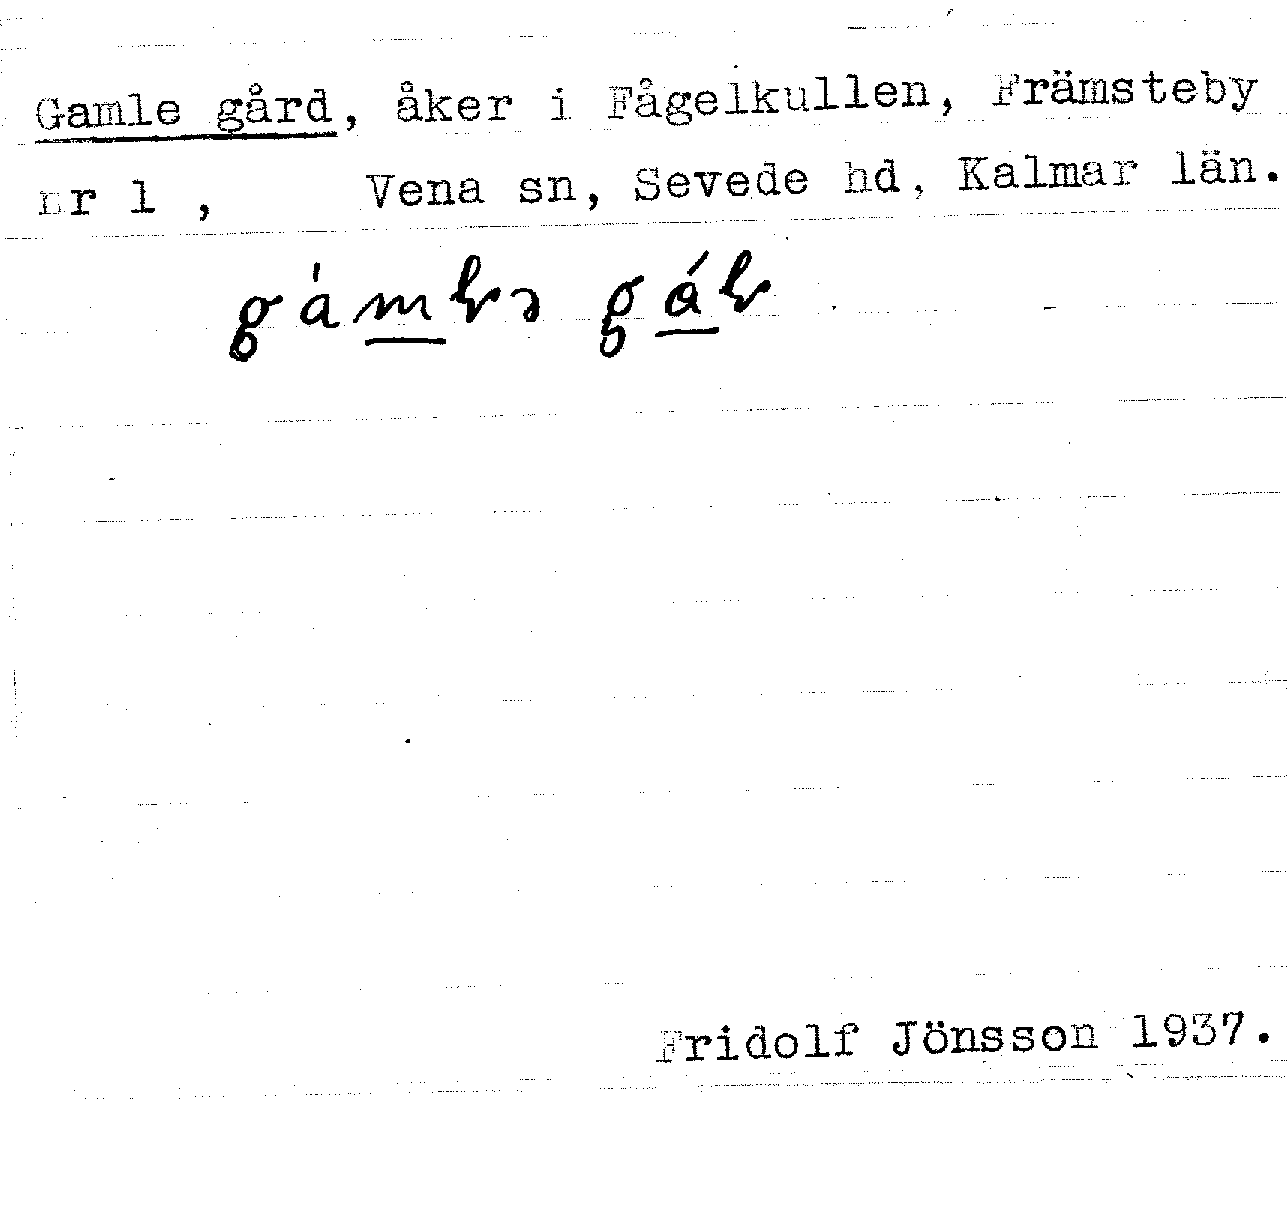 Gamle gård, åker i Fågelkullen, Främsteby
nr 1 , Vena sn, Sevede hd, Kalmar län.
Fridolf Jönsson 1937.